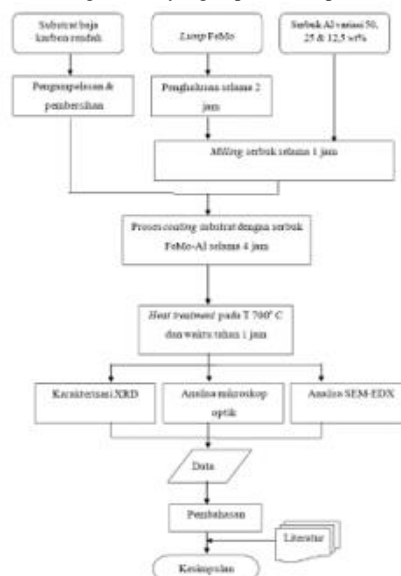 Substrat baja
karbon rendah
Lump FeMo
Serbuk Al variasi 50,
25 & 12,5 wt%
Pengampelasan &
pembersihan
Penghalusan selama 2
jam
Milling serbuk selama 1 jam
Proses coating substrat dengan serbuk
FeMo-Al selama 4 jam
Heat treatment pada T 700° C
dan waktu tahan 1 jam
Karakterisasi XRD
Analisa mikroskop
optik
Analisa SEM-EDX
Data
Pembahasan
Literatur
Kesimpulan